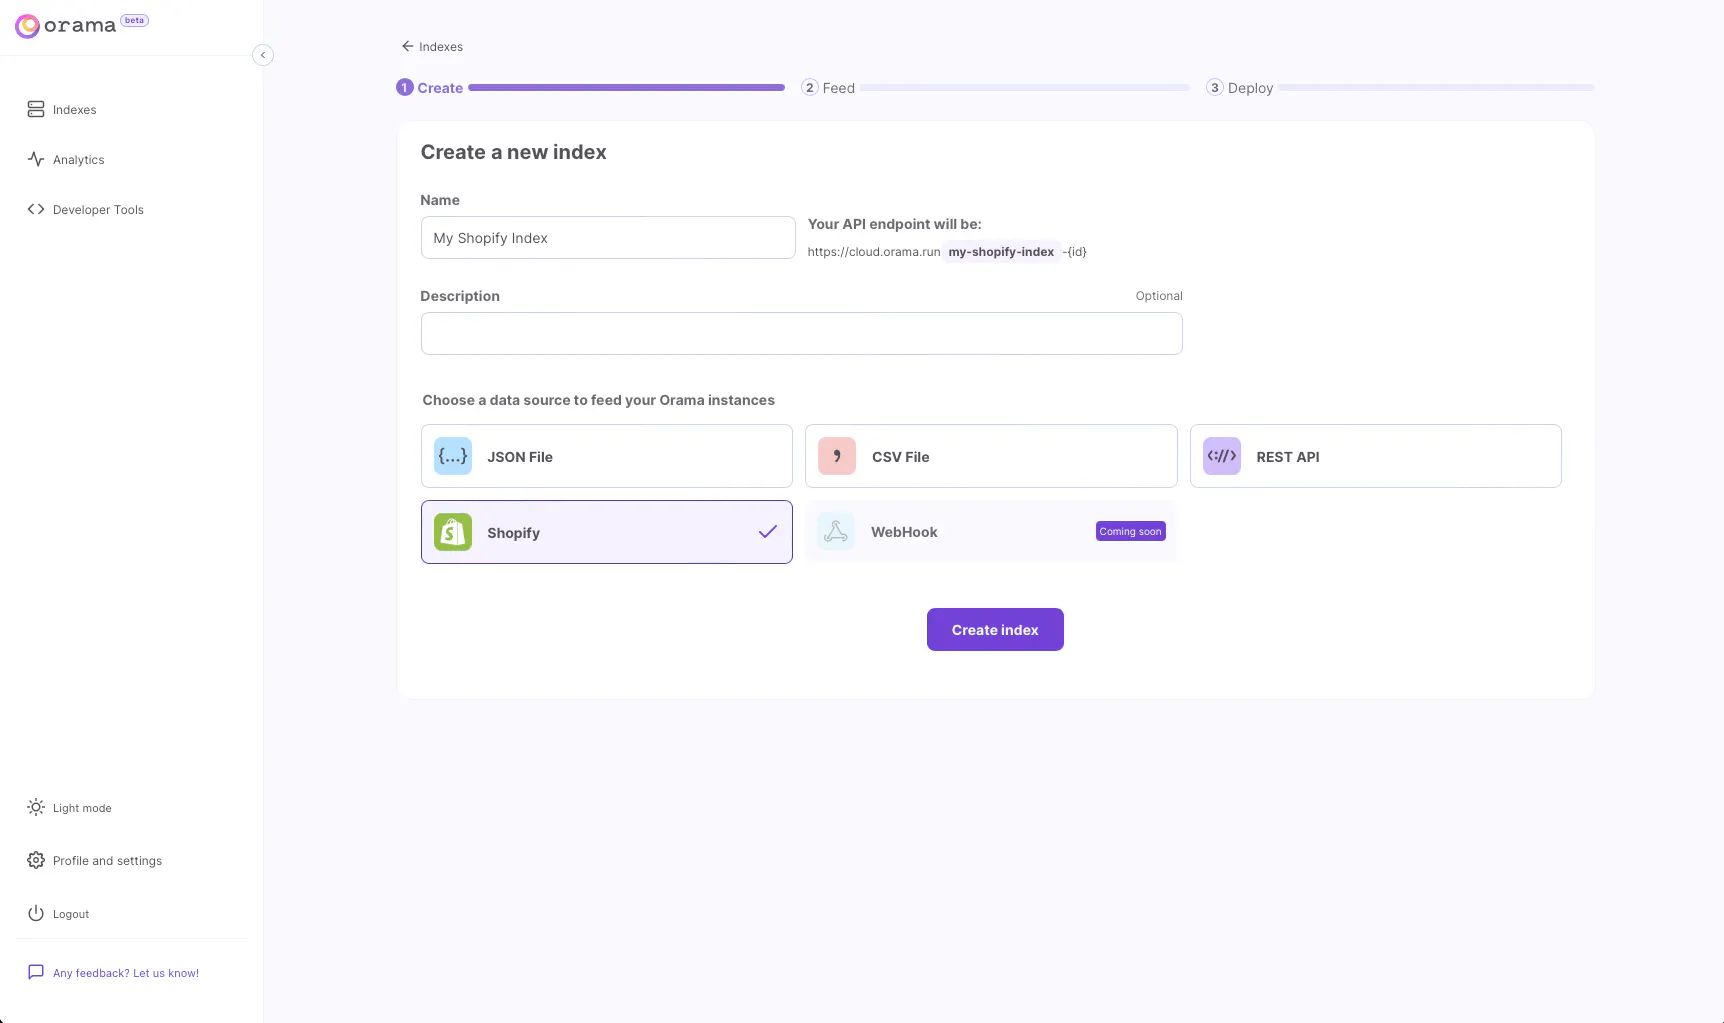 orama beta
Indexes
Analytics
Developer Tools
Light mode
Profile and settings
Logout
Any feedback? Let us know!
Indexes
1 Create
2 Feed
3 Deploy
Create a new index
Name
My Shopify Index
Your API endpoint will be:
https://cloud.orama.run my-shopify-index -{id}
Description
Optional
Choose a data source to feed your Orama instances
{...} JSON File
, CSV File
<://> REST API
S Shopify
WebHook
Coming soon
Create index